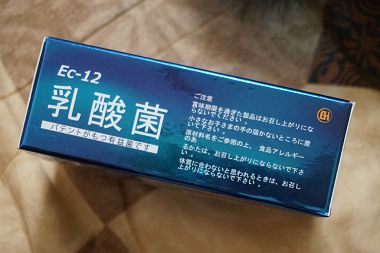 Ec-12
乳酸菌
パテントがもつ有益菌です
ご注意
賞味期限を過ぎた製品はお召し上がりにな
らないでください。
小さなお子さまの手の届かないところに置
いて下さい。
原材料名をご参照の上、食品アレルギー
のあ
るかたは、お召し上がりにならないで下さ
い。
体質に合わないと思われるときは、お召し
上がりにならないで下さい。